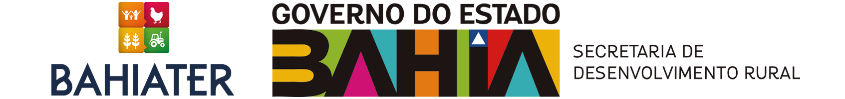 BAHIATER
GOVERNO DO ESTADO
BAHIA
SECRETARIA DE
DESENVOLVIMENTO RURAL